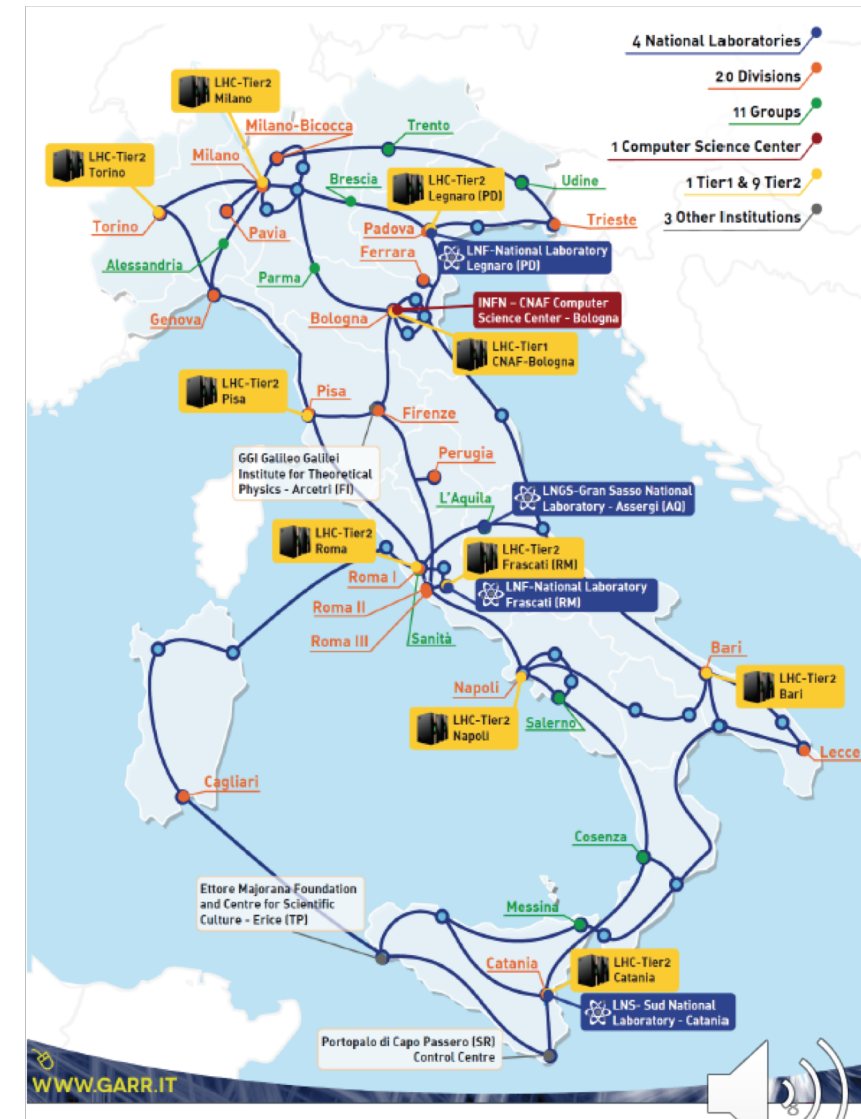 4 National Laboratories
20 Divisions
11 Groups
1 Computer Science Center
1 Tier1 & 9 Tier2
3 Other Institutions
LHC-Tier2
Milano
Milano-Bicocca
Trento
LHC-Tier2
Torino
Milano
Brescia
LHC-Tier2
Legnaro (PD)
Udine
Torino
Pavia
Padova
Trieste
Alessandria
Ferrara
LNF-National Laboratory
Legnaro (PD)
Parma
Genova
Bologna
INFN - CNAF Computer
Science Center - Bologna
LHC-Tier1
CNAF-Bologna
LHC-Tier2
Pisa
Pisa
Firenze
GGI Galileo Galilei
Institute for Theoretical
Physics - Arcetri (FI)
Perugia
L'Aquila
LNGS-Gran Sasso National
Laboratory - Assergi (AQ)
LHC-Tier2
Roma
LHC-Tier2
Frascati (RM)
Roma I
LNF-National Laboratory
Frascati (RM)
Roma II
Roma III
Sanità
Bari
LHC-Tier2
Bari
Napoli
LHC-Tier2
Napoli
Salerno
Lecce
Cagliari
Cosenza
Ettore Majorana Foundation
and Centre for Scientific
Culture - Erice (TP)
Messina
Catania
LHC-Tier2
Catania
LNS- Sud National
Laboratory - Catania
Portopalo di Capo Passero (SR)
Control Centre
WWW.GARR.IT
8